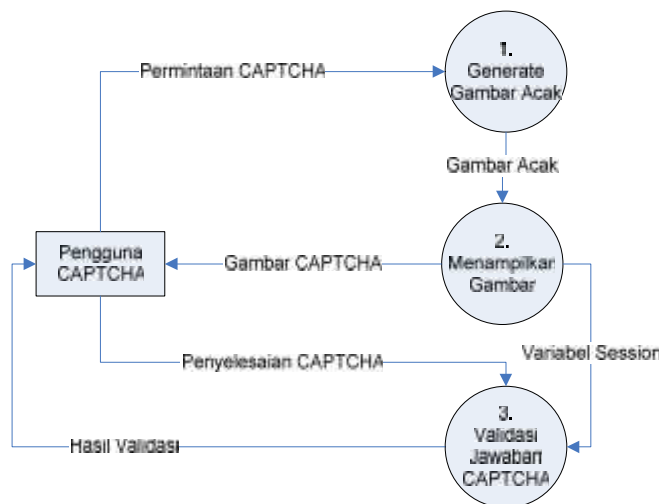 1.
Generate
Gambar Acak
Permintaan CAPTCHA
Gambar Acak
Pengguna
CAPTCHA
Gambar CAPTCHA
2.
Menampilkan
Gambar
Variabel Session
Penyelesaian CAPTCHA
3.
Validasi
Jawaban
CAPTCHA
Hasil Validasi